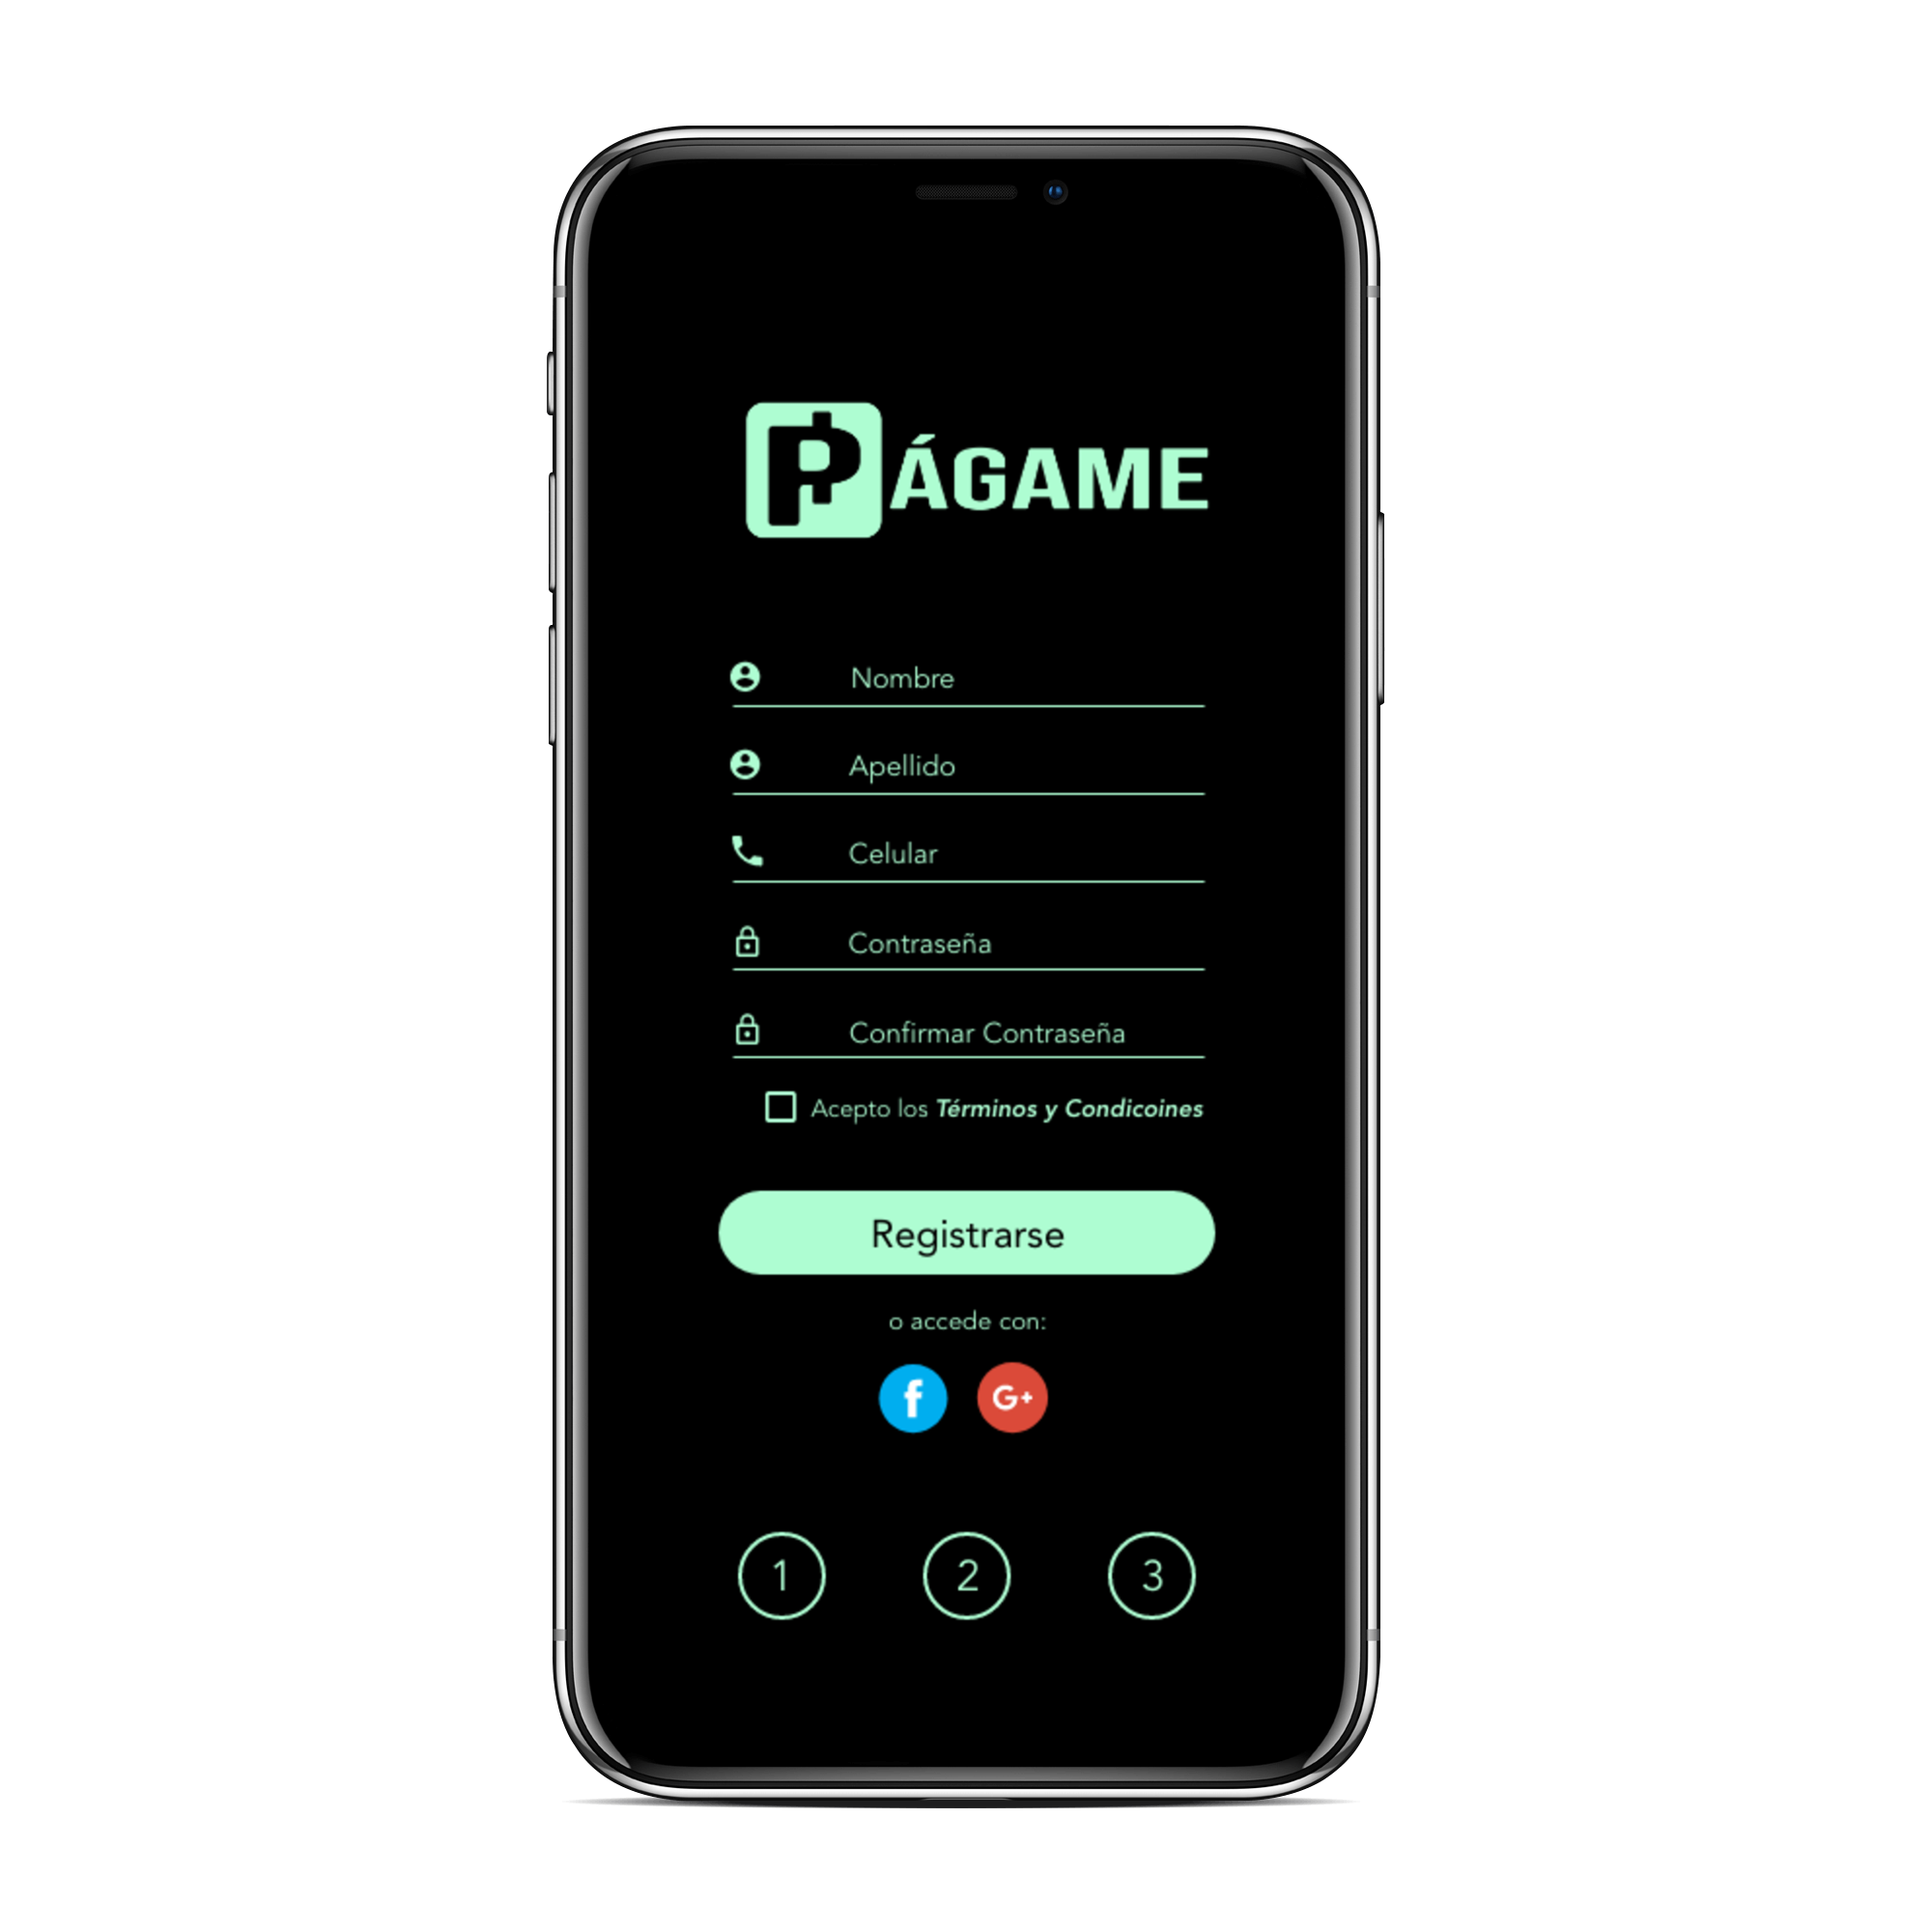 PÁGAME
Nombre
Apellido
Celular
Contraseña
Confirmar Contraseña
Acepto los Términos y Condicoines
Registrarse
o accede con:
f G+
1 2 3